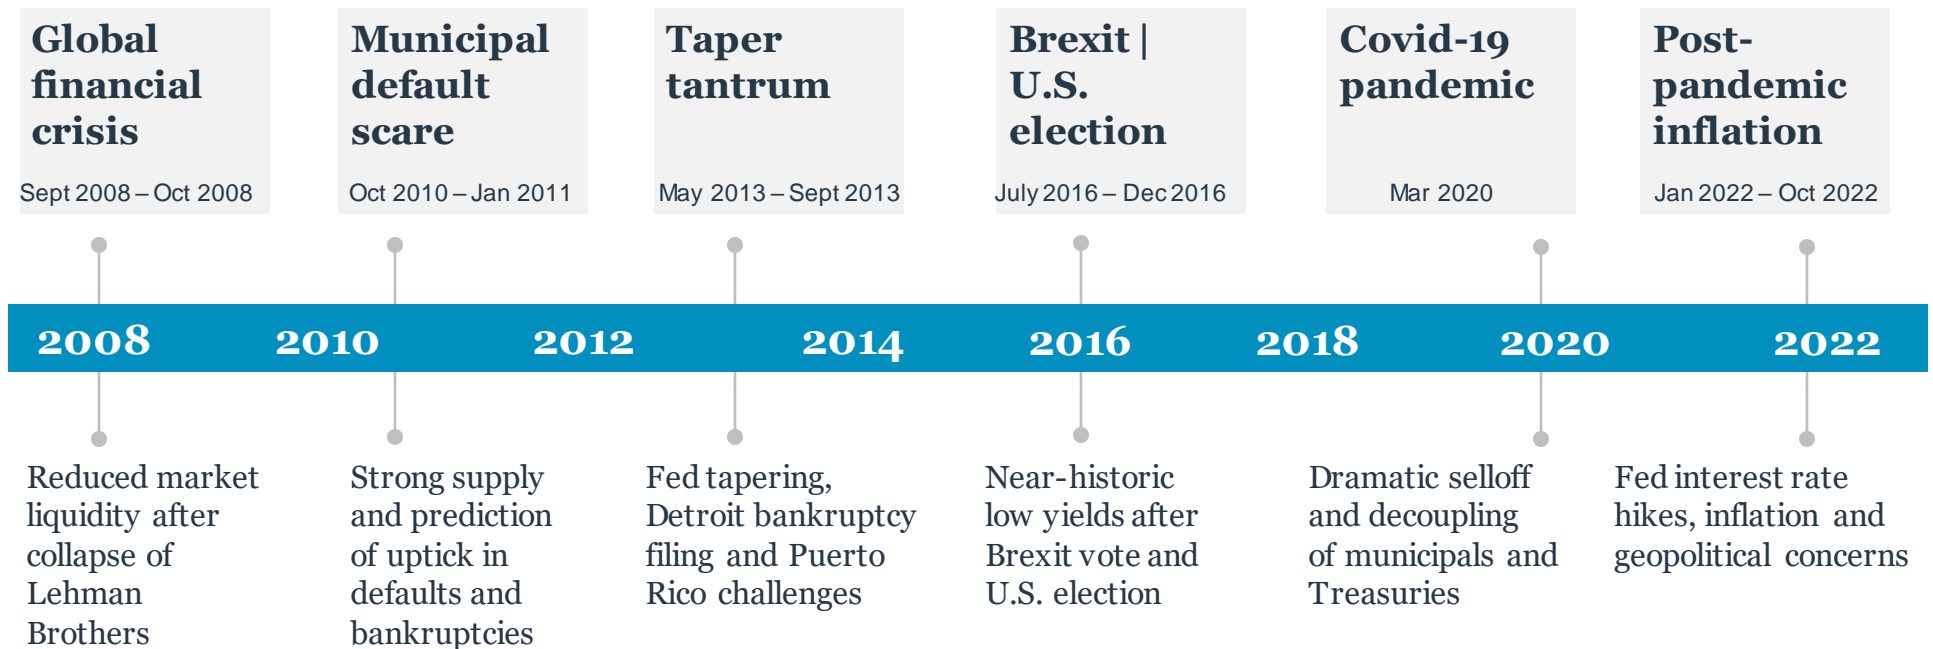 Global
financial
crisis
Sept 2008 – Oct 2008
Municipal
default
scare
Oct 2010 – Jan 2011
Taper
tantrum
May 2013 – Sept 2013
Brexit |
U.S.
election
July 2016 – Dec 2016
Covid-19
pandemic
Mar 2020
Post-
pandemic
inflation
Jan 2022 – Oct 2022
2008 2010 2012 2014 2016 2018 2020 2022
Reduced market
liquidity after
collapse of
Lehman
Brothers
Strong supply
and prediction
of uptick in
defaults and
bankruptcies
Fed tapering,
Detroit bankruptcy
filing and Puerto
Rico challenges
Near-historic
low yields after
Brexit vote and
U.S. election
Dramatic selloff
and decoupling
of municipals and
Treasuries
Fed interest rate
hikes, inflation and
geopolitical concerns